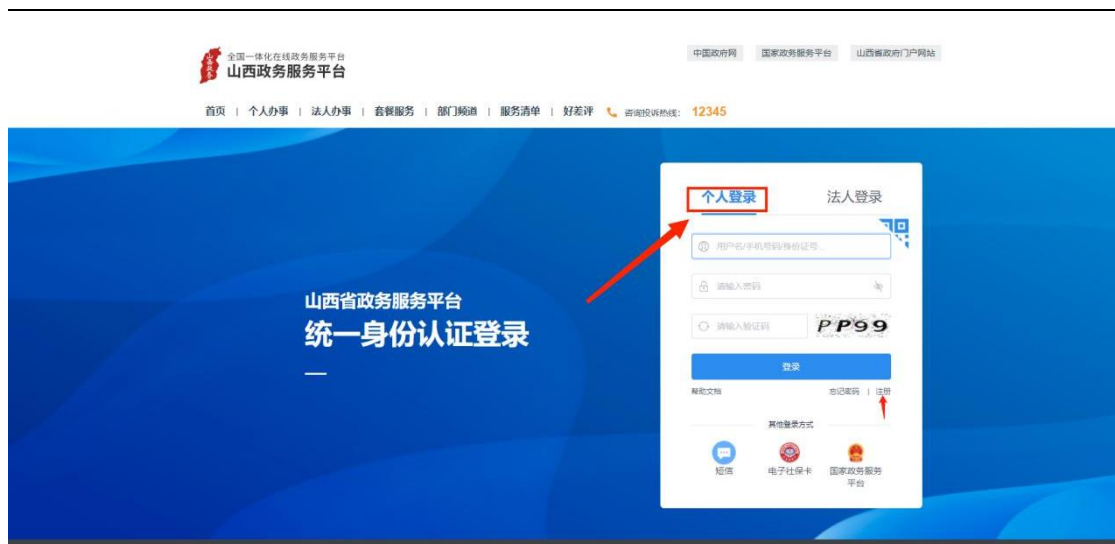 全国一体化在线政务服务平台
山西政务服务平台
中国政府网 国家政务服务平台 山西省政府门户网站
首页 | 个人办事 | 法人办事 | 套餐服务 | 部门频道 | 服务清单 | 好差评 咨询投诉热线: 12345
个人登录 法人登录
用户名/手机号码/身份证号...
请输入密码
请输入验证码 PP99
登录
帮助文档 忘记密码 | 注册
山西省政务服务平台
统一身份认证登录
其他登录方式
短信 电子社保卡 国家政务服务
平台